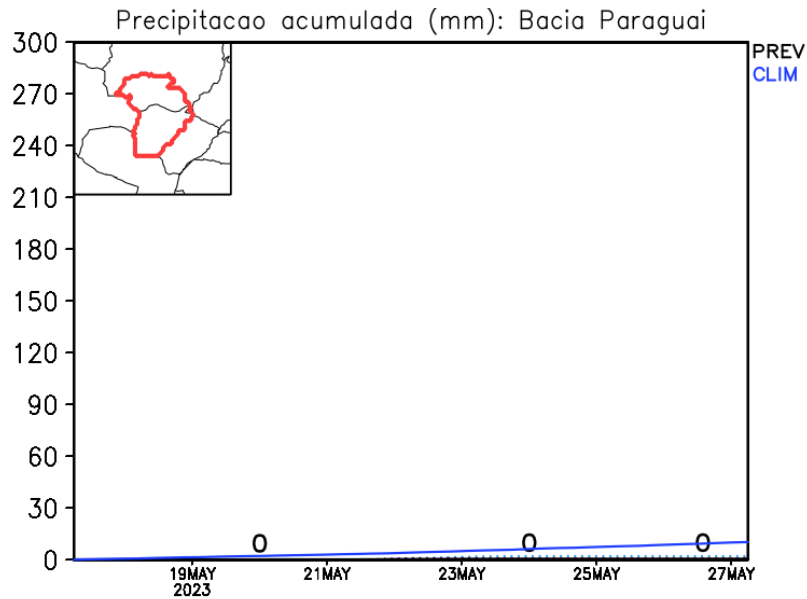 Precipitacao acumulada (mm): Bacia Paraguai
PREV
CLIM
300
270
240
210
180
150
120
90
60
30
0
0 0 0
19MAY 21MAY 23MAY 25MAY 27MAY
2023